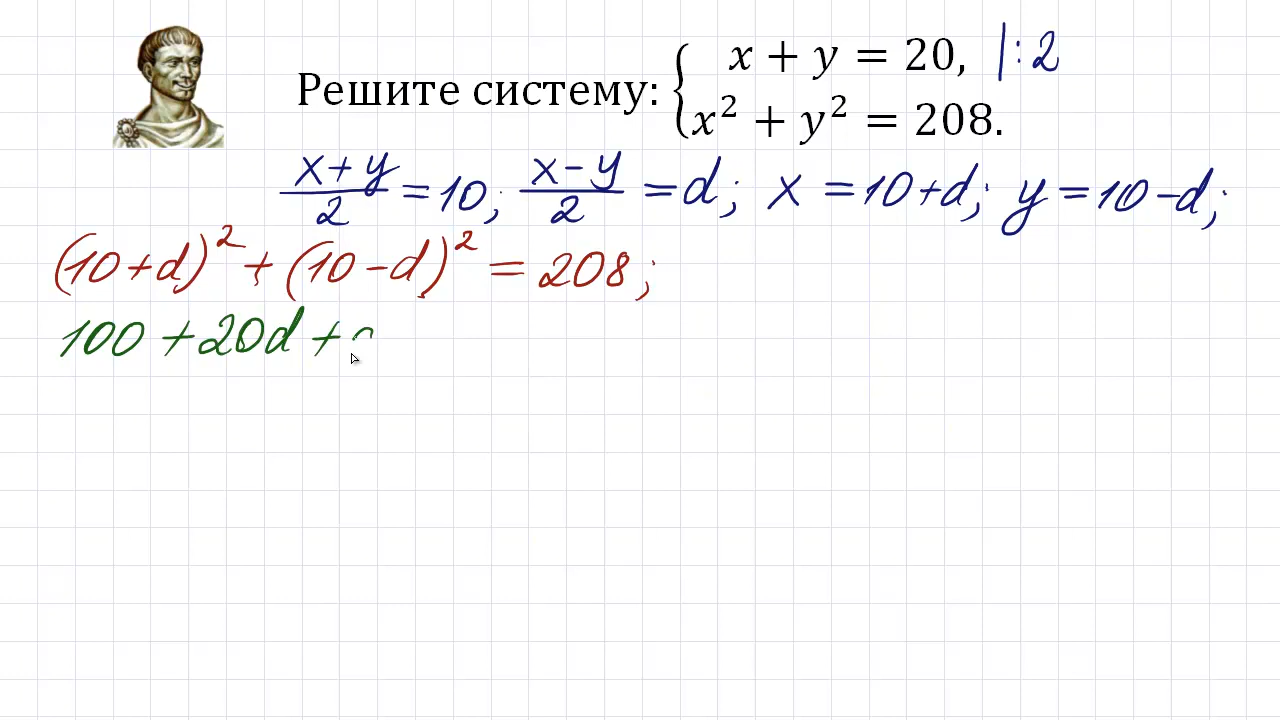 Решите систему: { x + y = 20, |:2
x² + y² = 208.
(x+y)/2 = 10; (x-y)/2 = d; x = 10+d; y = 10-d;
(10+d)² + (10-d)² = 208;
100 + 20d +